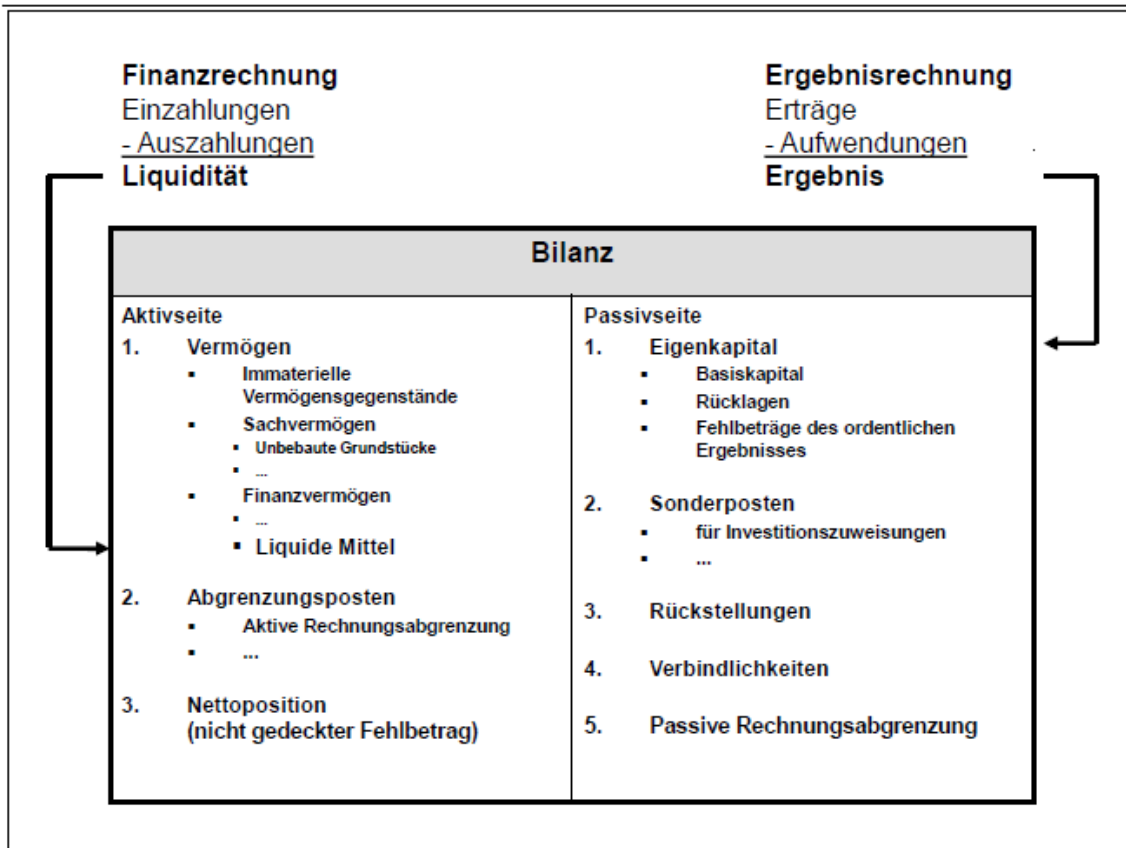 Finanzrechnung
Einzahlungen
- Auszahlungen
Liquidität
Ergebnisrechnung
Erträge
- Aufwendungen
Ergebnis
Bilanz
Aktivseite
1. Vermögen
▪ Immaterielle
Vermögensgegenstände
▪ Sachvermögen
▪ Unbebaute Grundstücke
▪ ...
▪ Finanzvermögen
▪ ...
▪ Liquide Mittel
2. Abgrenzungsposten
▪ Aktive Rechnungsabgrenzung
▪ ...
3. Nettoposition
(nicht gedeckter Fehlbetrag)
Passivseite
1. Eigenkapital
▪ Basiskapital
▪ Rücklagen
▪ Fehlbeträge des ordentlichen
Ergebnisses
2. Sonderposten
▪ für Investitionszuweisungen
▪ ...
3. Rückstellungen
4. Verbindlichkeiten
5. Passive Rechnungsabgrenzung